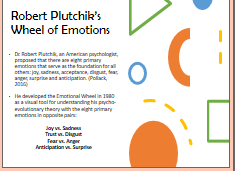 Robert Plutchik's
Wheel of Emotions
• Dr. Robert Plutchik, an American psychologist,
proposed that there are eight primary
emotions that serve as the foundation for all
others: joy, sadness, acceptance, disgust, fear,
anger, surprise and anticipation. (Pollack,
2016)
• He developed the Emotional Wheel in 1980
as a visual tool for understanding his psycho-
evolutionary theory with the eight primary
emotions in opposite pairs:
Joy vs. Sadness
Trust vs. Disgust
Fear vs. Anger
Anticipation vs. Surprise